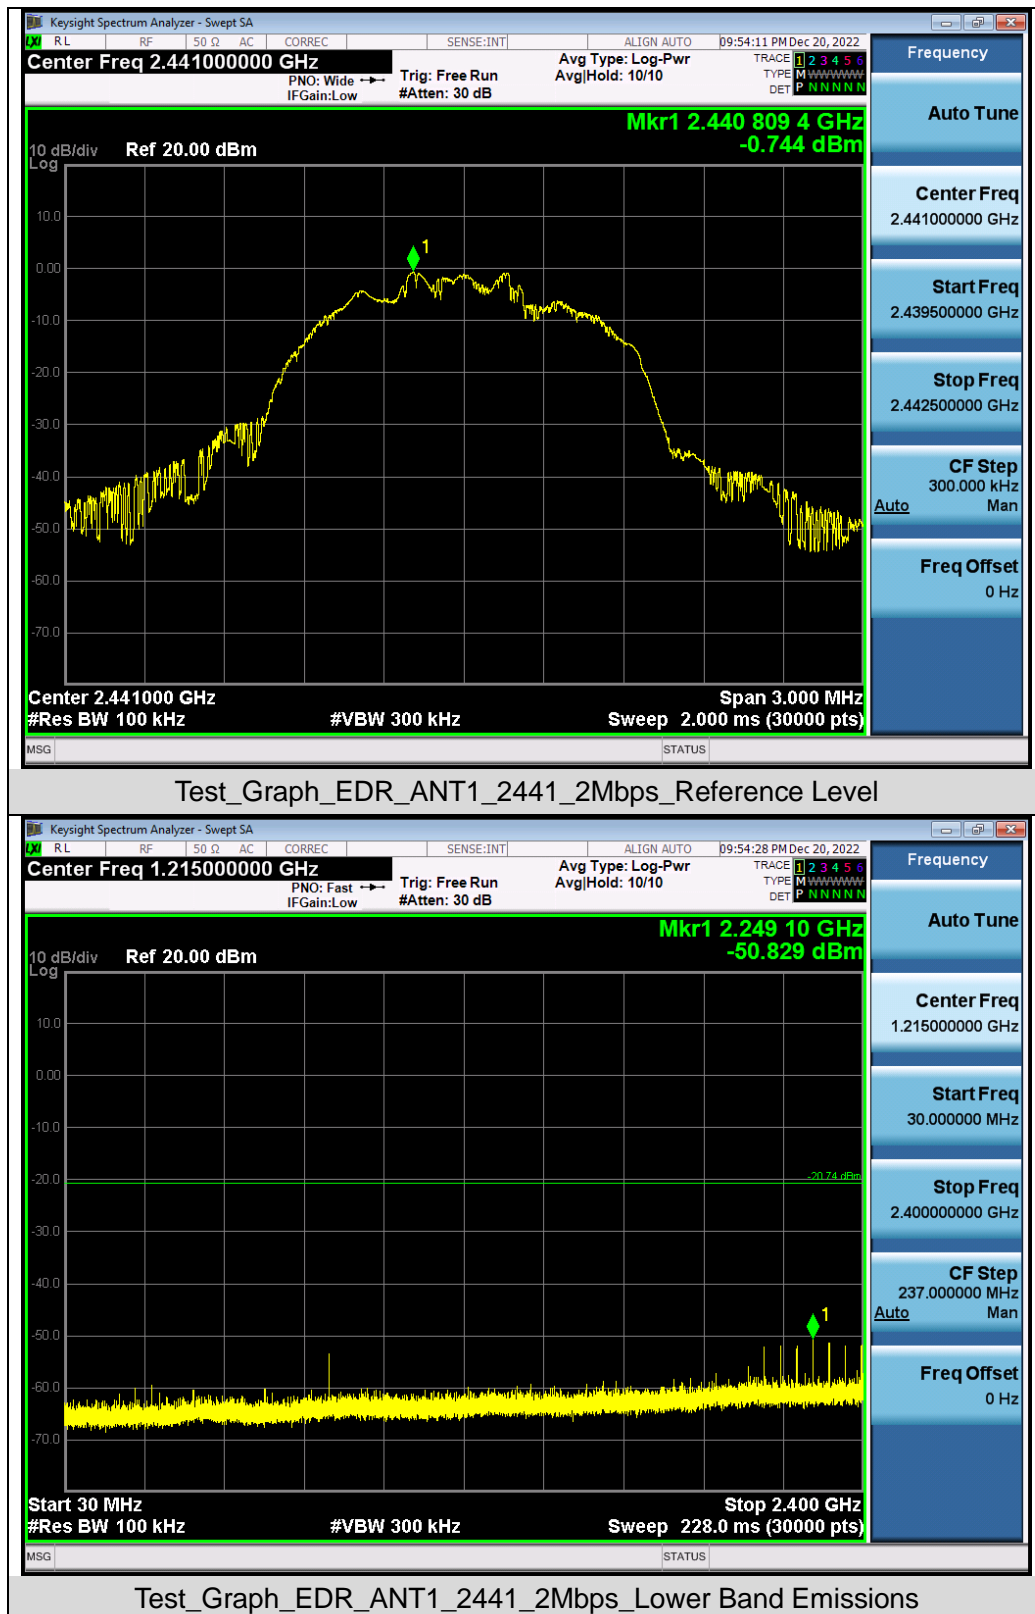 Keysight Spectrum Analyzer - Swept SA
LXI RL RF 50 Ω AC CORREC SENSE:INT ALIGN AUTO 09:54:11 PM Dec 20, 2022
Center Freq 2.441000000 GHz
PNO: Wide
IFGain:Low
Trig: Free Run
#Atten: 30 dB
Avg Type: Log-Pwr
Avg|Hold: 10/10
TRACE 1 2 3 4 5 6
TYPE M WWWWW
DET P N N N N N
Mkr1 2.440 809 4 GHz
-0.744 dBm
10 dB/div Ref 20.00 dBm
Log
10.0
0.00
1
-10.0
-20.0
-30.0
-40.0
-50.0
-60.0
-70.0
Center 2.441000 GHz Span 3.000 MHz
#Res BW 100 kHz #VBW 300 kHz Sweep 2.000 ms (30000 pts)
MSG STATUS
Frequency
Auto Tune
Center Freq
2.441000000 GHz
Start Freq
2.439500000 GHz
Stop Freq
2.442500000 GHz
CF Step
300.000 kHz
Auto Man
Freq Offset
0 Hz
Test_Graph_EDR_ANT1_2441_2Mbps_Reference Level
Keysight Spectrum Analyzer - Swept SA
LXI RL RF 50 Ω AC CORREC SENSE:INT ALIGN AUTO 09:54:28 PM Dec 20, 2022
Center Freq 1.215000000 GHz
PNO: Fast
IFGain:Low
Trig: Free Run
#Atten: 30 dB
Avg Type: Log-Pwr
Avg|Hold: 10/10
TRACE 1 2 3 4 5 6
TYPE M WWWWW
DET P N N N N N
Mkr1 2.249 10 GHz
-50.829 dBm
10 dB/div Ref 20.00 dBm
Log
10.0
0.00
-10.0
-20.0
-20.74 dBm
-30.0
-40.0
1
-50.0
-60.0
-70.0
Start 30 MHz Stop 2.400 GHz
#Res BW 100 kHz #VBW 300 kHz Sweep 228.0 ms (30000 pts)
MSG STATUS
Frequency
Auto Tune
Center Freq
1.215000000 GHz
Start Freq
30.000000 MHz
Stop Freq
2.400000000 GHz
CF Step
237.000000 MHz
Auto Man
Freq Offset
0 Hz
Test_Graph_EDR_ANT1_2441_2Mbps_Lower Band Emissions